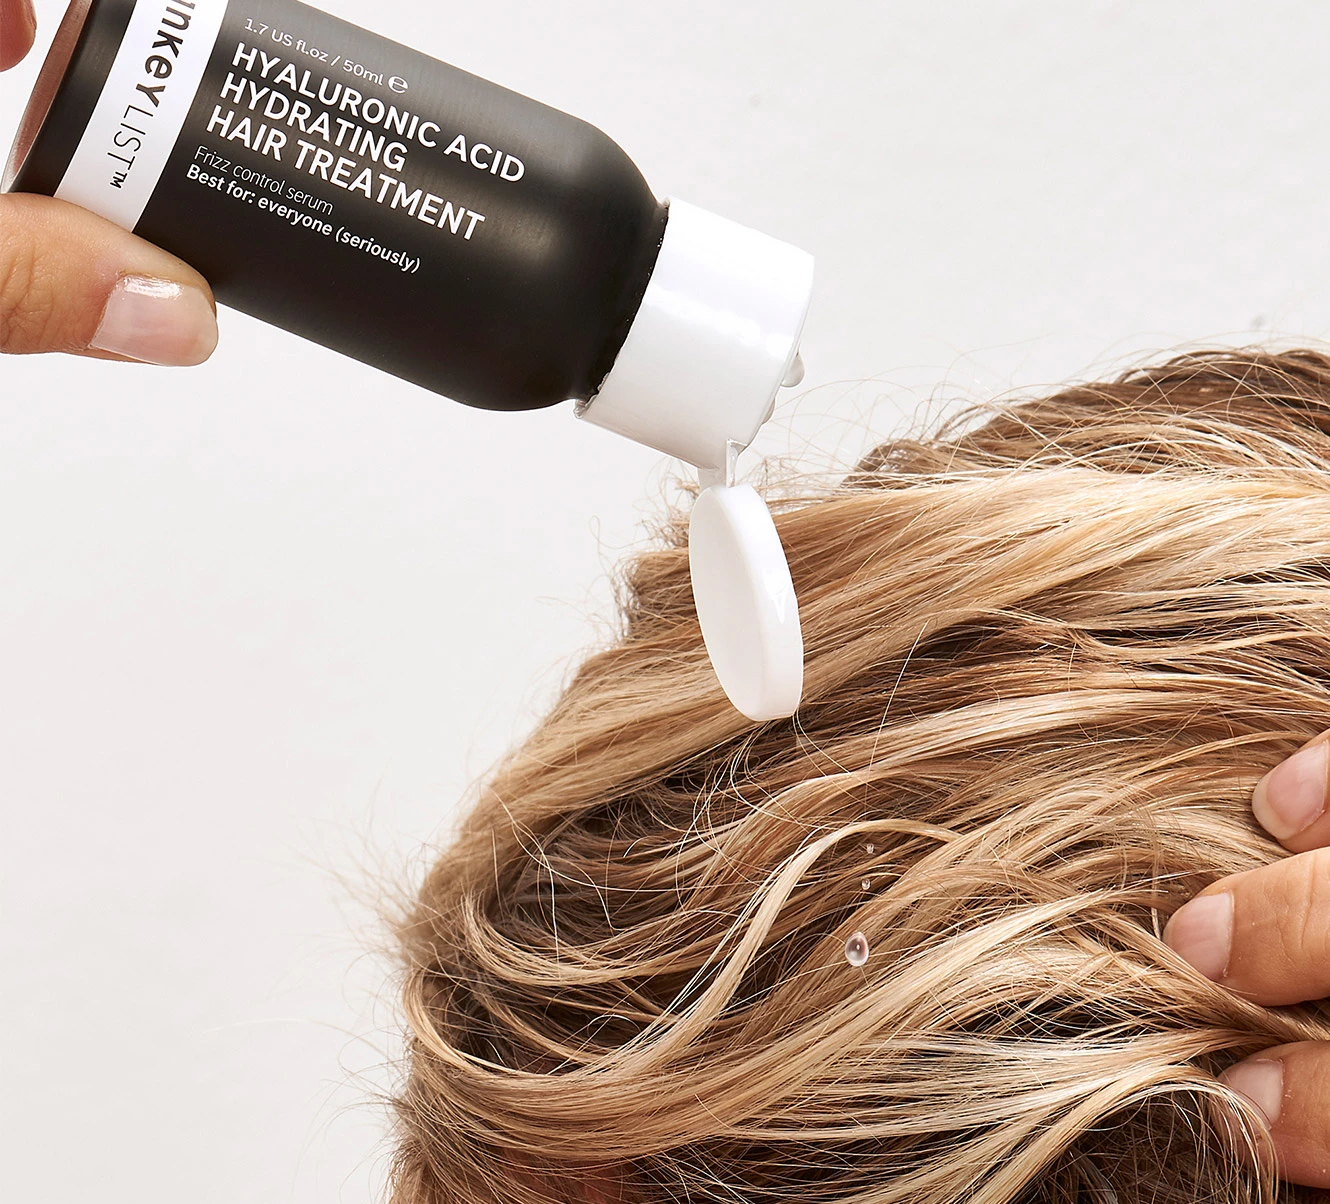 INKEY LIST™
1.7 US fl.oz / 50ml ℮
HYALURONIC ACID
HYDRATING
HAIR TREATMENT
Frizz control serum
Best for: everyone (seriously)